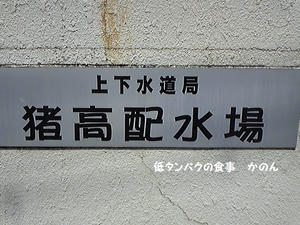 上下水道局
猪高配水場
低タンパクの食事　かのん